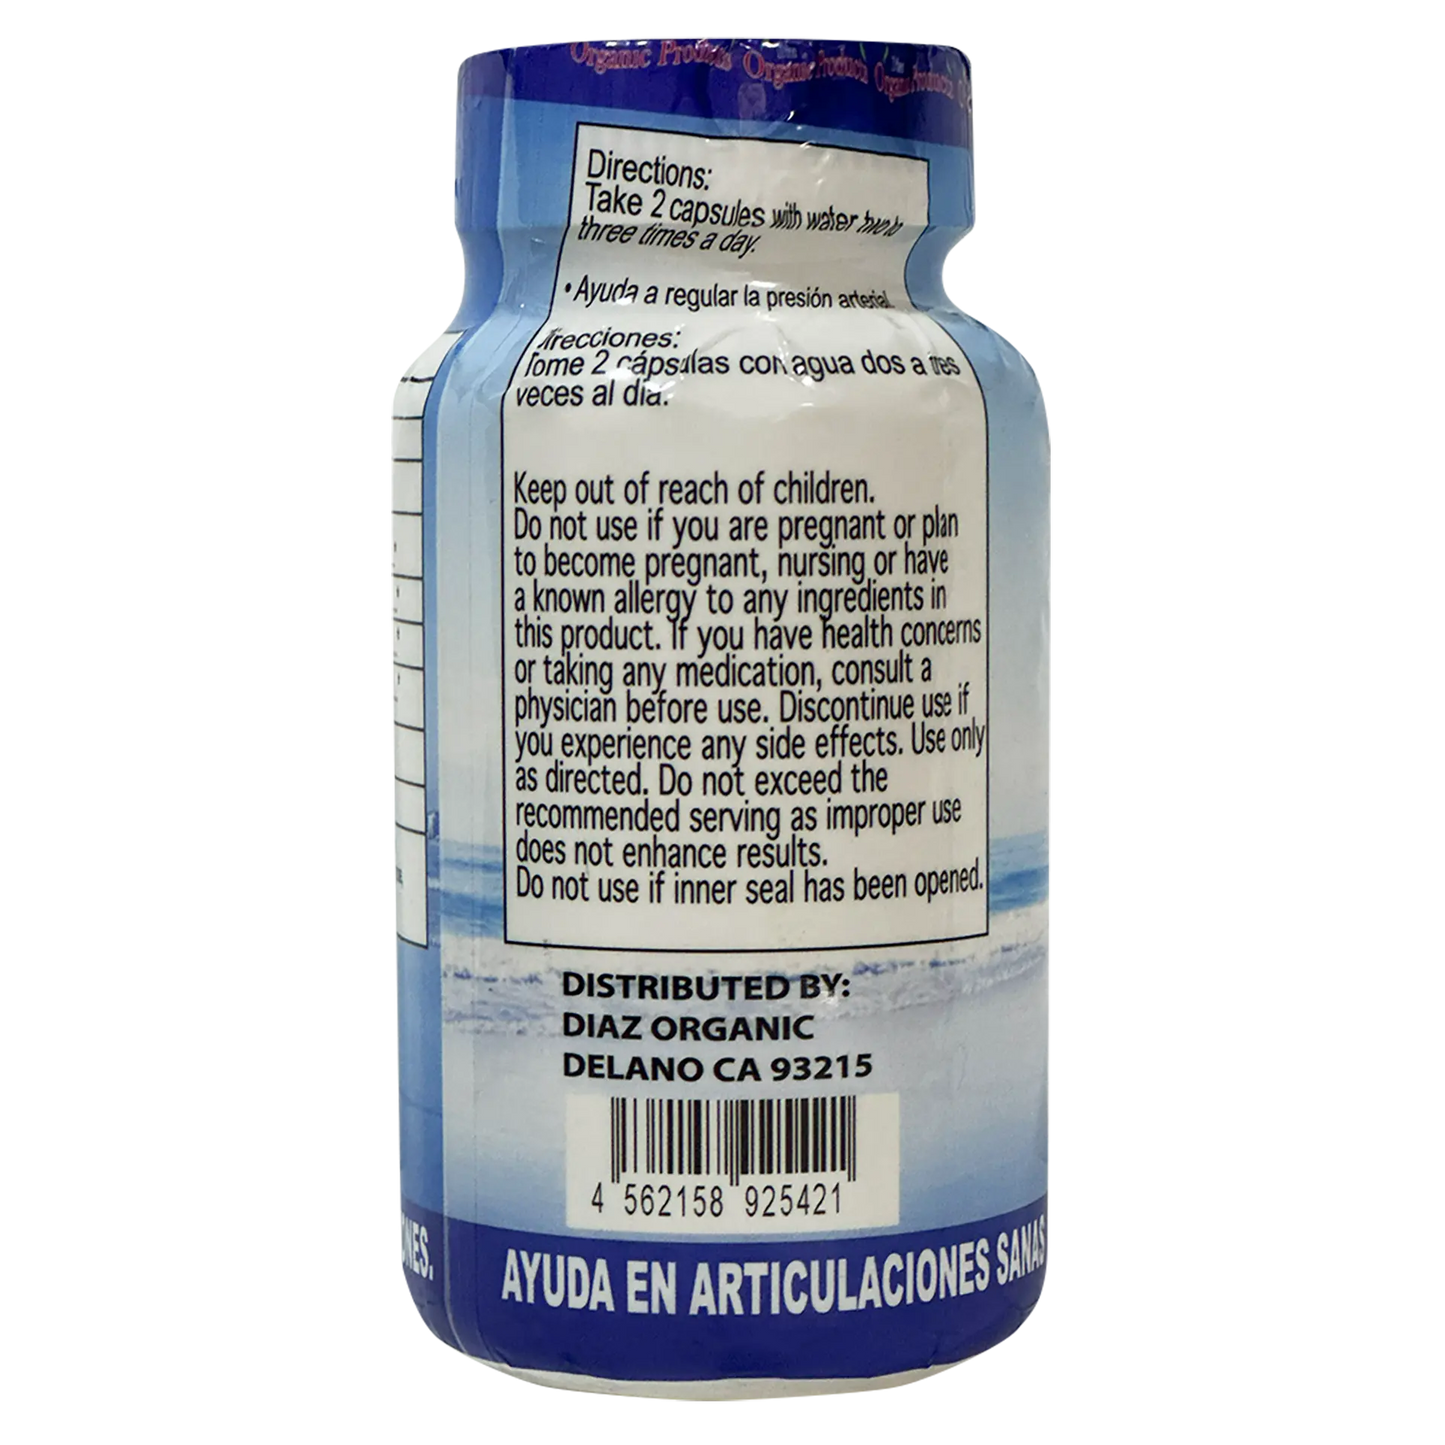 Organic Products Organic Products Organic Products
Directions:
Take 2 capsules with water two to
three times a day.
• Ayuda a regular la presión arterial.
Direcciones:
Tome 2 cápsulas con agua dos a tres
veces al día.
Keep out of reach of children.
Do not use if you are pregnant or plan
to become pregnant, nursing or have
a known allergy to any ingredients in
this product. If you have health concerns
or taking any medication, consult a
physician before use. Discontinue use if
you experience any side effects. Use only
as directed. Do not exceed the
recommended serving as improper use
does not enhance results.
Do not use if inner seal has been opened.
DISTRIBUTED BY:
DIAZ ORGANIC
DELANO CA 93215
4 562158 925421
AYUDA EN ARTICULACIONES SANAS